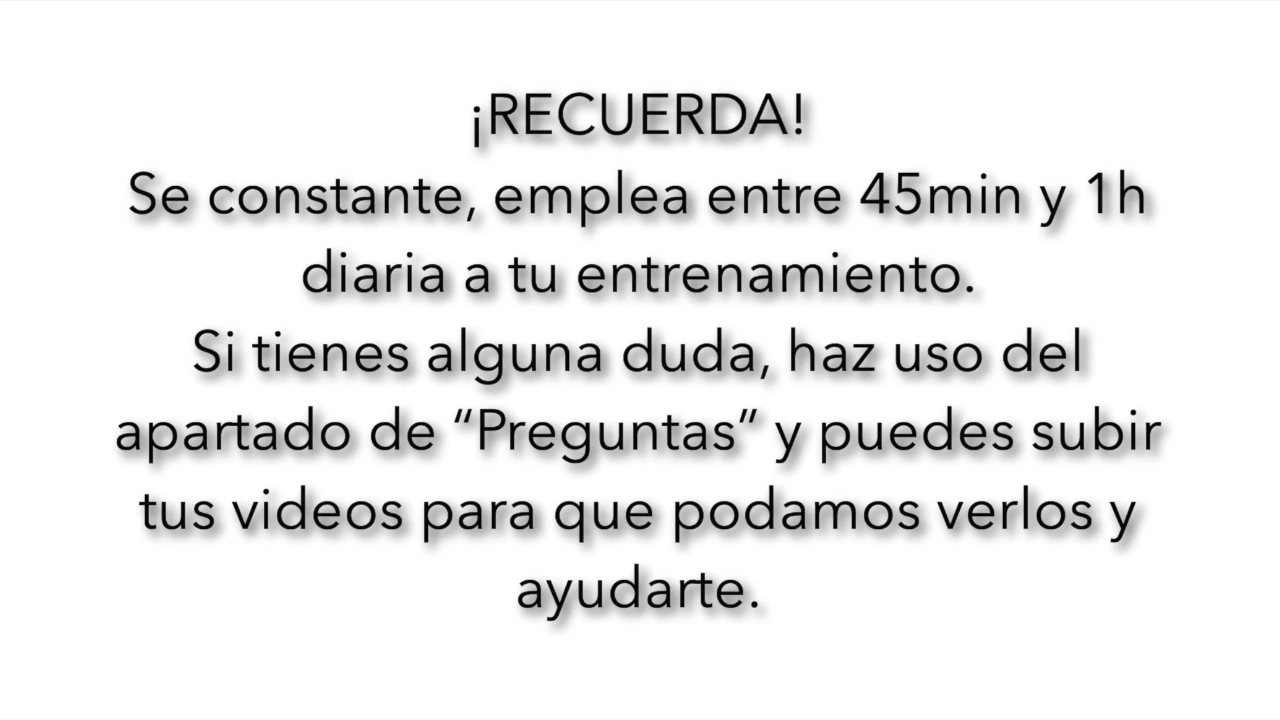 ¡RECUERDA!
Se constante, emplea entre 45min y 1h
diaria a tu entrenamiento.
Si tienes alguna duda, haz uso del
apartado de “Preguntas” y puedes subir
tus videos para que podamos verlos y
ayudarte.